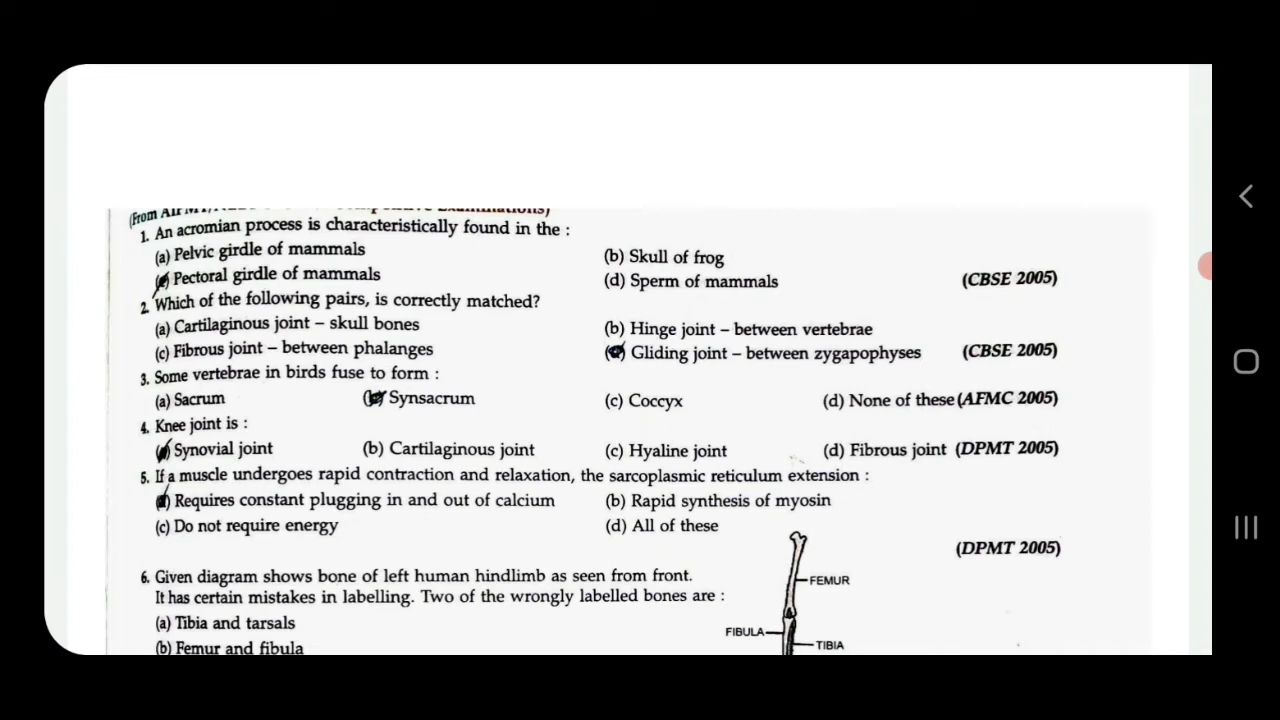 (From AIPMT/
Examinations)
1. An acromian process is characteristically found in the :
(a) Pelvic girdle of mammals (b) Skull of frog
Pectoral girdle of mammals (d) Sperm of mammals (CBSE 2005)
2. Which of the following pairs, is correctly matched?
(a) Cartilaginous joint – skull bones (b) Hinge joint – between vertebrae
(c) Fibrous joint – between phalanges Gliding joint – between zygapophyses (CBSE 2005)
3. Some vertebrae in birds fuse to form :
(a) Sacrum Synsacrum (c) Coccyx (d) None of these (AFMC 2005)
4. Knee joint is :
Synovial joint (b) Cartilaginous joint (c) Hyaline joint (d) Fibrous joint (DPMT 2005)
5. If a muscle undergoes rapid contraction and relaxation, the sarcoplasmic reticulum extension :
Requires constant plugging in and out of calcium (b) Rapid synthesis of myosin
(c) Do not require energy (d) All of these
(DPMT 2005)
6. Given diagram shows bone of left human hindlimb as seen from front.
It has certain mistakes in labelling. Two of the wrongly labelled bones are :
(a) Tibia and tarsals
(b) Femur and fibula
FEMUR
FIBULA
TIBIA